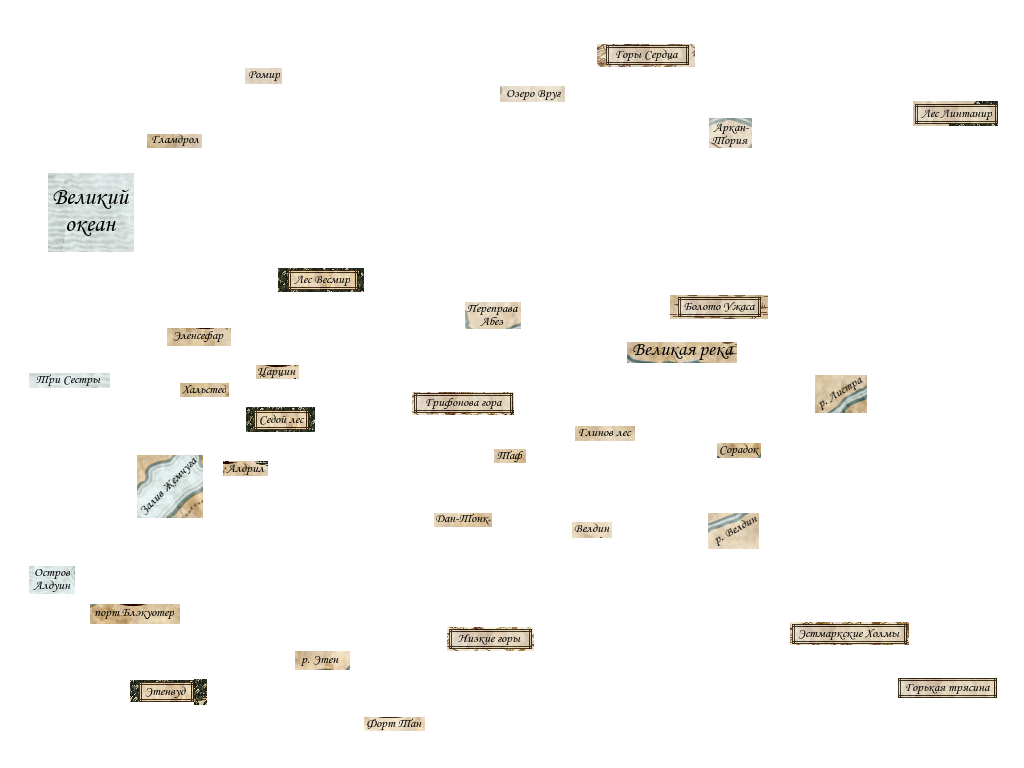 Горы Сердца
Ромир
Озеро Вруг
Лес Линтанир
Аркан-
Тория
Гламдрол
Великий
океан
Лес Весмир
Переправа
Абез
Болото Ужаса
Эленсефар
Великая река
Царцин
Три Сестры
Хальстед
р. Листра
Грифонова гора
Седой лес
Глинов лес
Сорадок
Таф
Алдрил
Залив Жемчуга
Дан-Тонк
Велдин
р. Велдин
Остров
Алдуин
порт Блэкуотер
Низкие горы
Эстмаркские Холмы
р. Этен
Этенвуд
Горькая трясина
Форт Тан